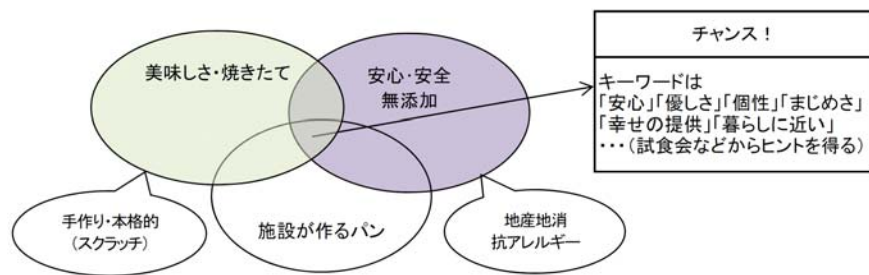 美味しさ・焼きたて
安心・安全
無添加
施設が作るパン
手作り・本格的
(スクラッチ)
地産地消
抗アレルギー
チャンス!
キーワードは
「安心」「優しさ」「個性」「まじめさ」
「幸せの提供」「暮らしに近い」
・・・(試食会などからヒントを得る)